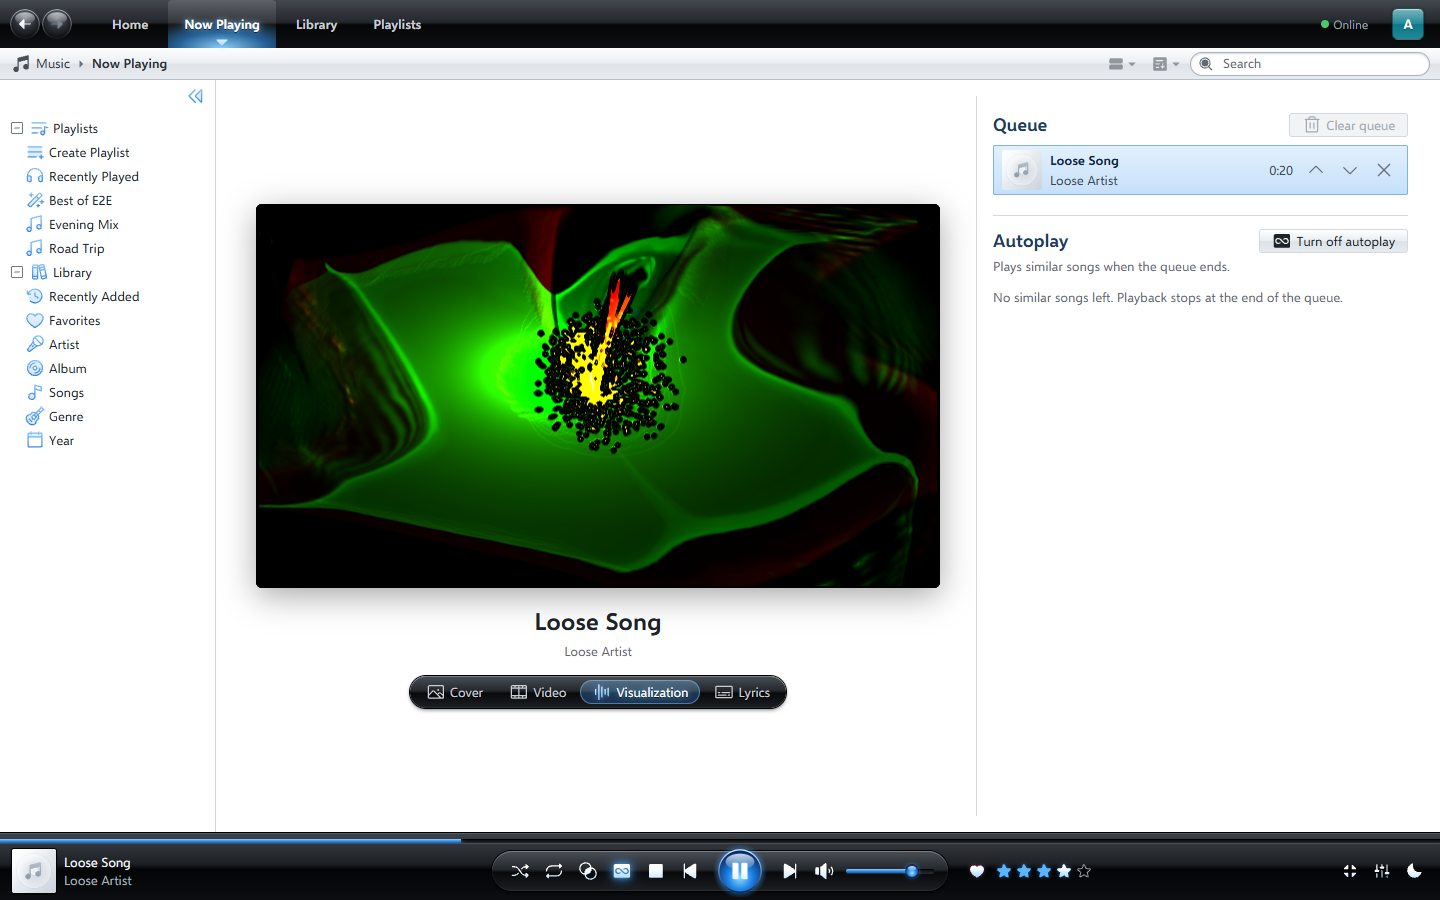 Home
Now Playing
Library
Playlists
Online
A
Music
Now Playing
Search
Playlists
Create Playlist
Recently Played
Best of E2E
Evening Mix
Road Trip
Library
Recently Added
Favorites
Artist
Album
Songs
Genre
Year
Loose Song
Loose Artist
Cover
Video
Visualization
Lyrics
Queue
Clear queue
Loose Song
Loose Artist
0:20
Autoplay
Turn off autoplay
Plays similar songs when the queue ends.
No similar songs left. Playback stops at the end of the queue.
Loose Song
Loose Artist